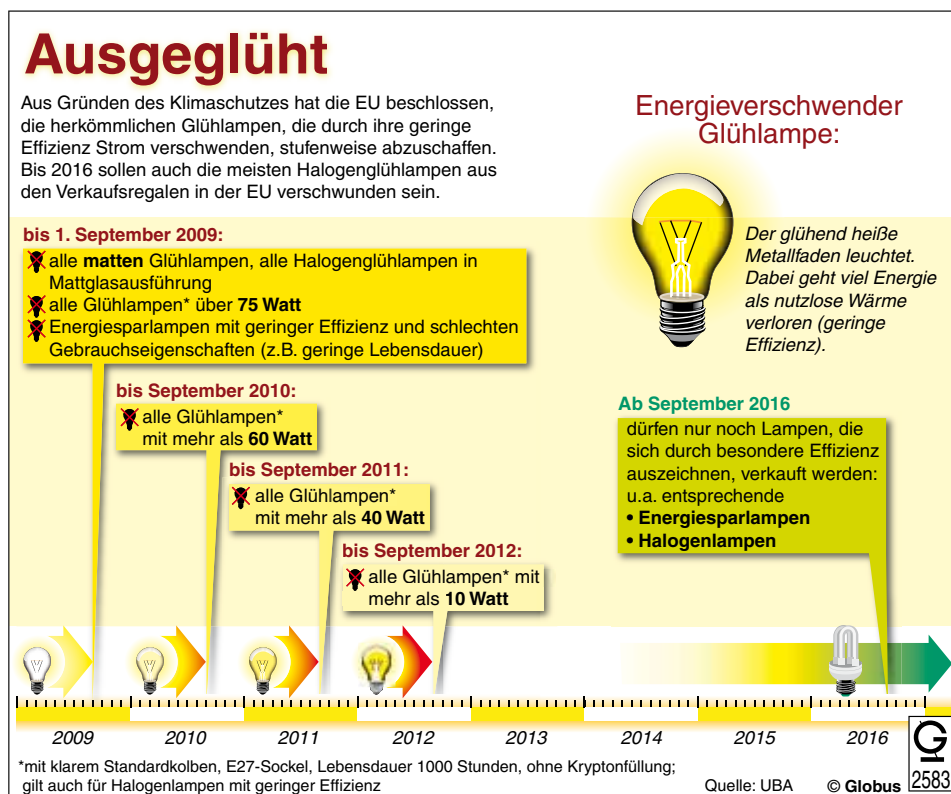 Ausgeglüht
Aus Gründen des Klimaschutzes hat die EU beschlossen,
die herkömmlichen Glühlampen, die durch ihre geringe
Effizienz Strom verschwenden, stufenweise abzuschaffen.
Bis 2016 sollen auch die meisten Halogenglühlampen aus
den Verkaufsregalen in der EU verschwunden sein.
Energieverschwender
Glühlampe:
Der glühend heiße
Metallfaden leuchtet.
Dabei geht viel Energie
als nutzlose Wärme
verloren (geringe
Effizienz).
bis 1. September 2009:
alle matten Glühlampen, alle Halogenglühlampen in
Mattglasausführung
alle Glühlampen* über 75 Watt
Energiesparlampen mit geringer Effizienz und schlechten
Gebrauchseigenschaften (z.B. geringe Lebensdauer)
bis September 2010:
alle Glühlampen*
mit mehr als 60 Watt
bis September 2011:
alle Glühlampen*
mit mehr als 40 Watt
bis September 2012:
alle Glühlampen* mit
mehr als 10 Watt
Ab September 2016
dürfen nur noch Lampen, die
sich durch besondere Effizienz
auszeichnen, verkauft werden:
u.a. entsprechende
• Energiesparlampen
• Halogenlampen
2009 2010 2011 2012 2013 2014 2015 2016
*mit klarem Standardkolben, E27-Sockel, Lebensdauer 1000 Stunden, ohne Kryptonfüllung;
gilt auch für Halogenlampen mit geringer Effizienz
Quelle: UBA
© Globus
2583